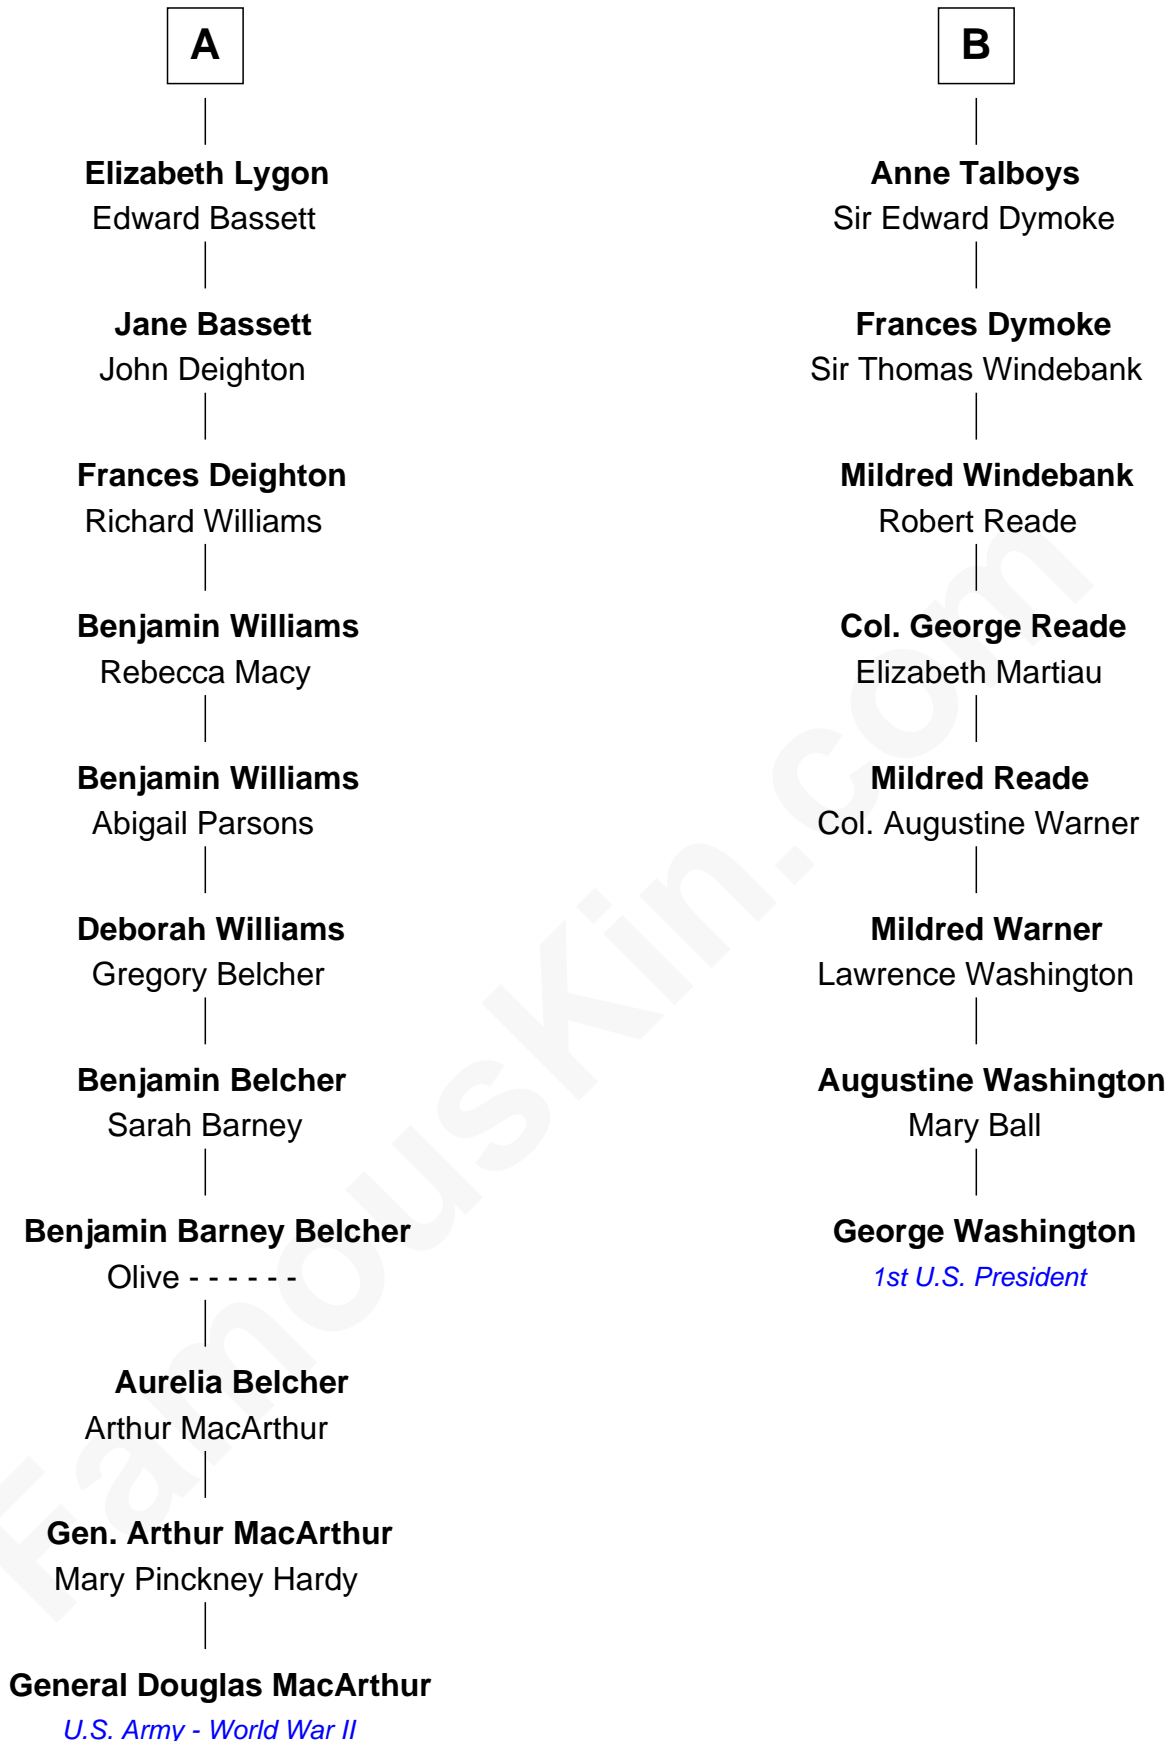 A
Elizabeth Lygon
Edward Bassett
Jane Bassett
John Deighton
Frances Deighton
Richard Williams
Benjamin Williams
Rebecca Macy
Benjamin Williams
Abigail Parsons
Deborah Williams
Gregory Belcher
Benjamin Belcher
Sarah Barney
Benjamin Barney Belcher
Olive - - - - - -
Aurelia Belcher
Arthur MacArthur
Gen. Arthur MacArthur
Mary Pinckney Hardy
General Douglas MacArthur
U.S. Army - World War II
B
Anne Talboys
Sir Edward Dymoke
Frances Dymoke
Sir Thomas Windebank
Mildred Windebank
Robert Reade
Col. George Reade
Elizabeth Martiau
Mildred Reade
Col. Augustine Warner
Mildred Warner
Lawrence Washington
Augustine Washington
Mary Ball
George Washington
1st U.S. President
FamousKin.com